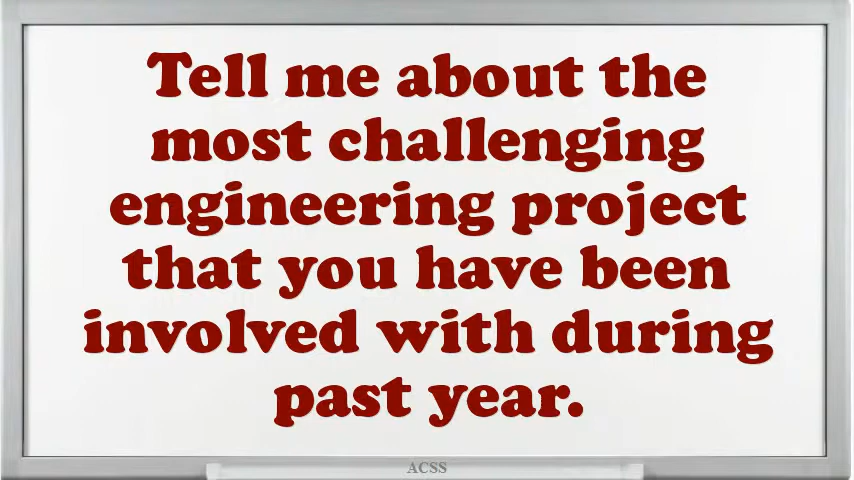 Tell me about the
most challenging
engineering project
that you have been
involved with during
past year.
ACSS